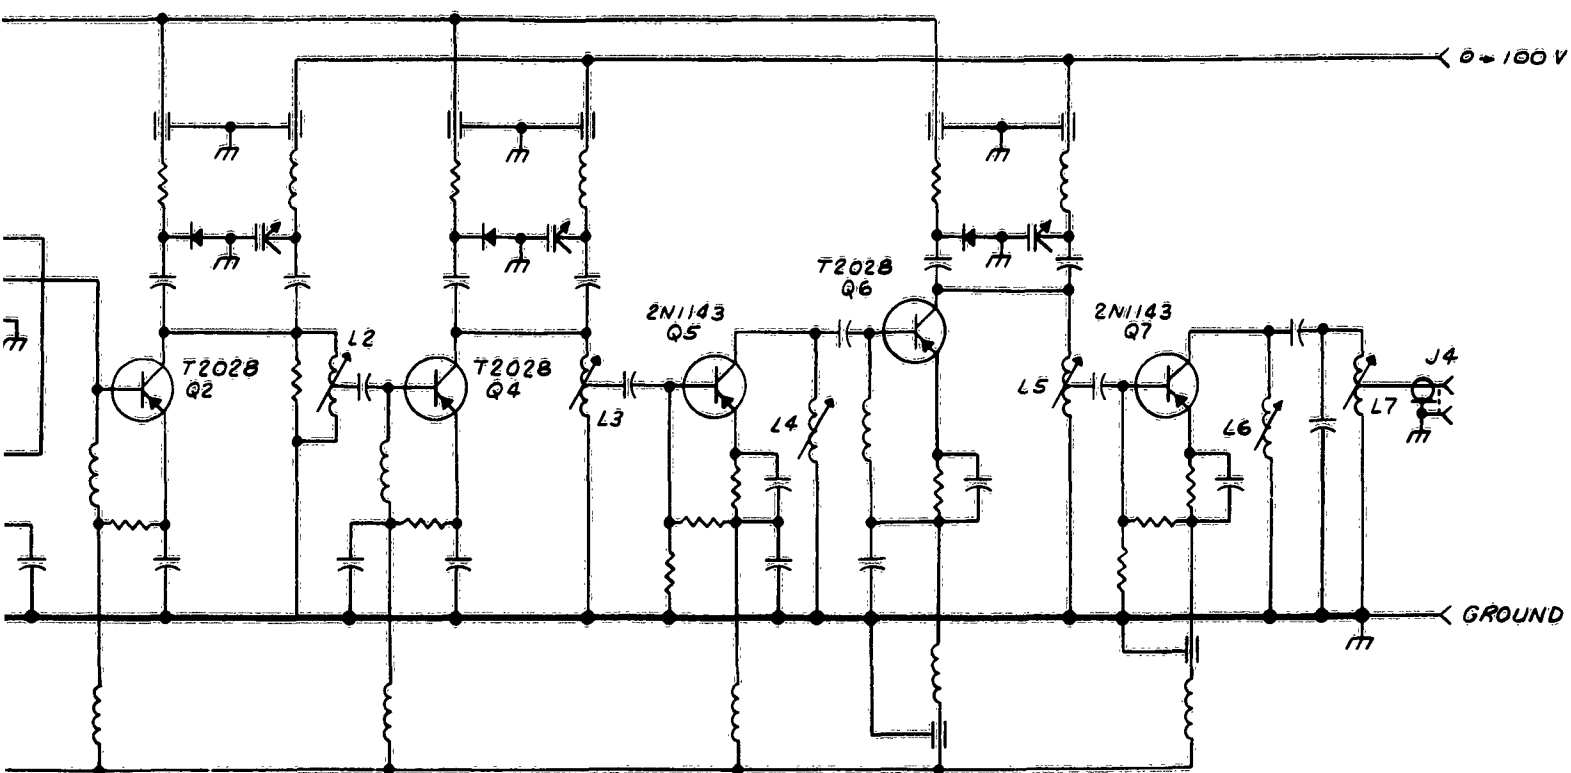 0→100 V
T2028
Q6
2N1143
Q5
2N1143
Q7
L2
T2028
Q2
T2028
Q4
J4
L5
L3
L4
L6
L7
GROUND